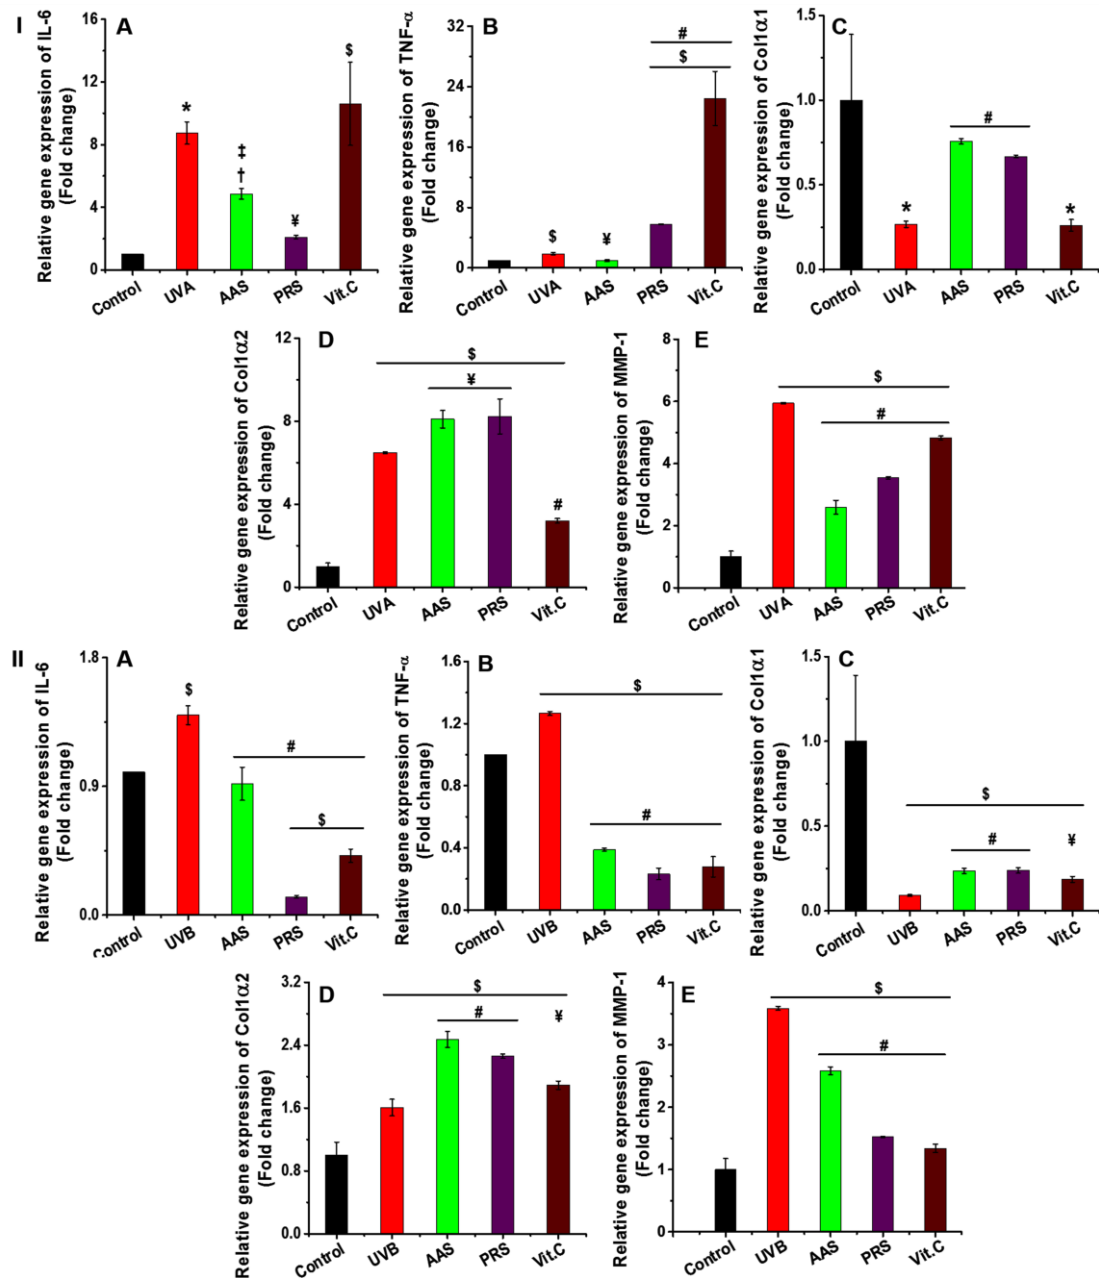 I
A
Relative gene expression of IL-6
(Fold change)
16
12
8
4
0
*
‡
†
¥
$
Control
UVA
AAS
PRS
Vit.C
B
Relative gene expression of TNF-α
(Fold change)
32
24
16
8
0
#
$
$
¥
Control
UVA
AAS
PRS
Vit.C
C
Relative gene expression of Col1α1
(Fold change)
1.5
1.0
0.5
0.0
#
*
*
Control
UVA
AAS
PRS
Vit.C
D
Relative gene expression of Col1α2
(Fold change)
12
8
4
0
$
¥
#
Control
UVA
AAS
PRS
Vit.C
E
Relative gene expression of MMP-1
(Fold change)
8
6
4
2
0
$
#
Control
UVA
AAS
PRS
Vit.C
II
A
Relative gene expression of IL-6
(Fold change)
1.8
0.9
0.0
$
#
$
Control
UVB
AAS
PRS
Vit.C
B
Relative gene expression of TNF-α
(Fold change)
1.6
1.2
0.8
0.4
0.0
$
#
Control
UVB
AAS
PRS
Vit.C
C
Relative gene expression of Col1α1
(Fold change)
1.5
1.0
0.5
0.0
$
#
¥
Control
UVB
AAS
PRS
Vit.C
D
Relative gene expression of Col1α2
(Fold change)
3.2
2.4
1.6
0.8
0.0
$
#
¥
Control
UVB
AAS
PRS
Vit.C
E
Relative gene expression of MMP-1
(Fold change)
4
3
2
1
0
$
#
Control
UVB
AAS
PRS
Vit.C